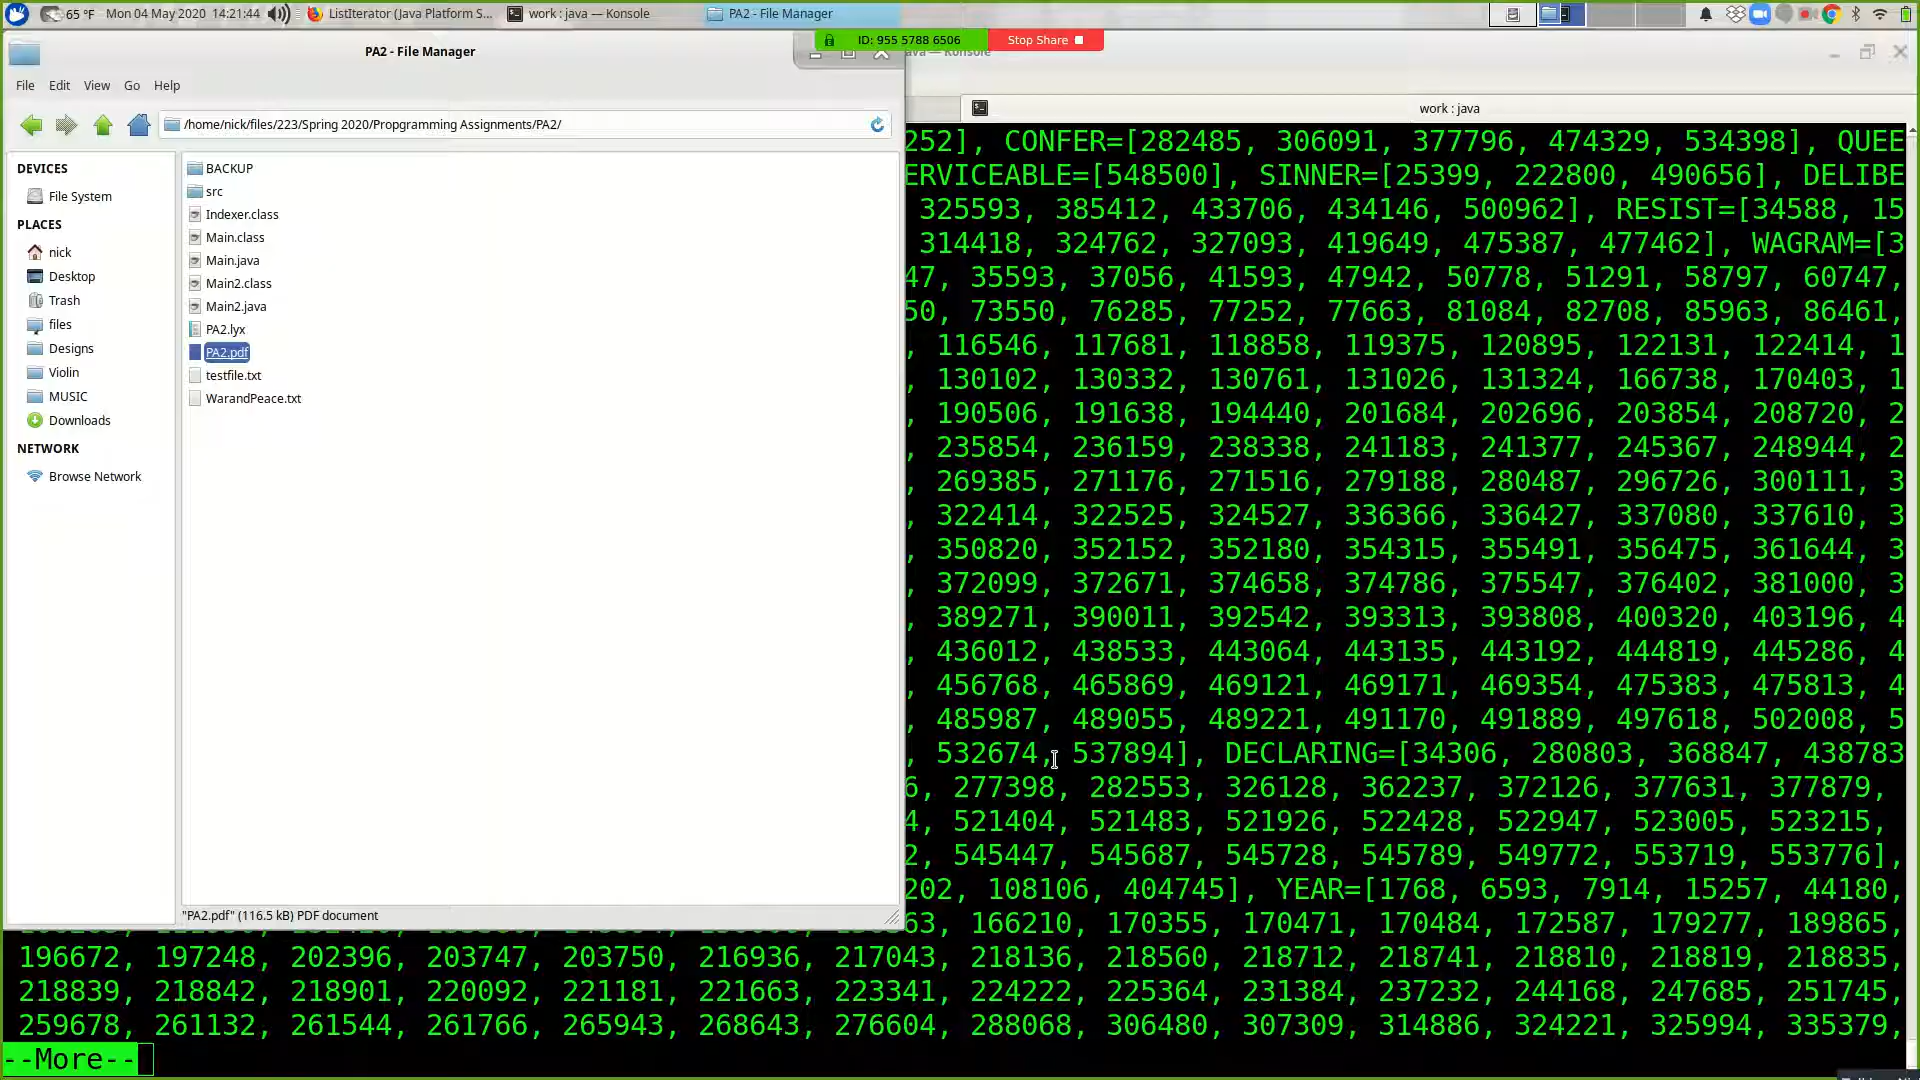 65 °F Mon 04 May 2020 14:21:44 ListIterator (Java Platform S... work : java — Konsole PA2 - File Manager
ID: 955 5788 6506 Stop Share
PA2 - File Manager
File Edit View Go Help
work : java
/home/nick/files/223/Spring 2020/Propgramming Assignments/PA2/
DEVICES
File System
PLACES
nick
Desktop
Trash
files
Designs
Violin
MUSIC
Downloads
NETWORK
Browse Network
BACKUP
src
Indexer.class
Main.class
Main.java
Main2.class
Main2.java
PA2.lyx
PA2.pdf
testfile.txt
WarandPeace.txt
"PA2.pdf" (116.5 kB) PDF document
252], CONFER=[282485, 306091, 377796, 474329, 534398], QUEE
ERVICEABLE=[548500], SINNER=[25399, 222800, 490656], DELIBE
325593, 385412, 433706, 434146, 500962], RESIST=[34588, 15
314418, 324762, 327093, 419649, 475387, 477462], WAGRAM=[3
47, 35593, 37056, 41593, 47942, 50778, 51291, 58797, 60747,
50, 73550, 76285, 77252, 77663, 81084, 82708, 85963, 86461,
, 116546, 117681, 118858, 119375, 120895, 122131, 122414, 1
, 130102, 130332, 130761, 131026, 131324, 166738, 170403, 1
, 190506, 191638, 194440, 201684, 202696, 203854, 208720, 2
, 235854, 236159, 238338, 241183, 241377, 245367, 248944, 2
, 269385, 271176, 271516, 279188, 280487, 296726, 300111, 3
, 322414, 322525, 324527, 336366, 336427, 337080, 337610, 3
, 350820, 352152, 352180, 354315, 355491, 356475, 361644, 3
, 372099, 372671, 374658, 374786, 375547, 376402, 381000, 3
, 389271, 390011, 392542, 393313, 393808, 400320, 403196, 4
, 436012, 438533, 443064, 443135, 443192, 444819, 445286, 4
, 456768, 465869, 469121, 469171, 469354, 475383, 475813, 4
, 485987, 489055, 489221, 491170, 491889, 497618, 502008, 5
, 532674, 537894], DECLARING=[34306, 280803, 368847, 438783
6, 277398, 282553, 326128, 362237, 372126, 377631, 377879,
4, 521404, 521483, 521926, 522428, 522947, 523005, 523215,
2, 545447, 545687, 545728, 545789, 549772, 553719, 553776],
202, 108106, 404745], YEAR=[1768, 6593, 7914, 15257, 44180,
63, 166210, 170355, 170471, 170484, 172587, 179277, 189865,
196672, 197248, 202396, 203747, 203750, 216936, 217043, 218136, 218560, 218712, 218741, 218810, 218819, 218835,
218839, 218842, 218901, 220092, 221181, 221663, 223341, 224222, 225364, 231384, 237232, 244168, 247685, 251745,
259678, 261132, 261544, 261766, 265943, 268643, 276604, 288068, 306480, 307309, 314886, 324221, 325994, 335379,
--More--